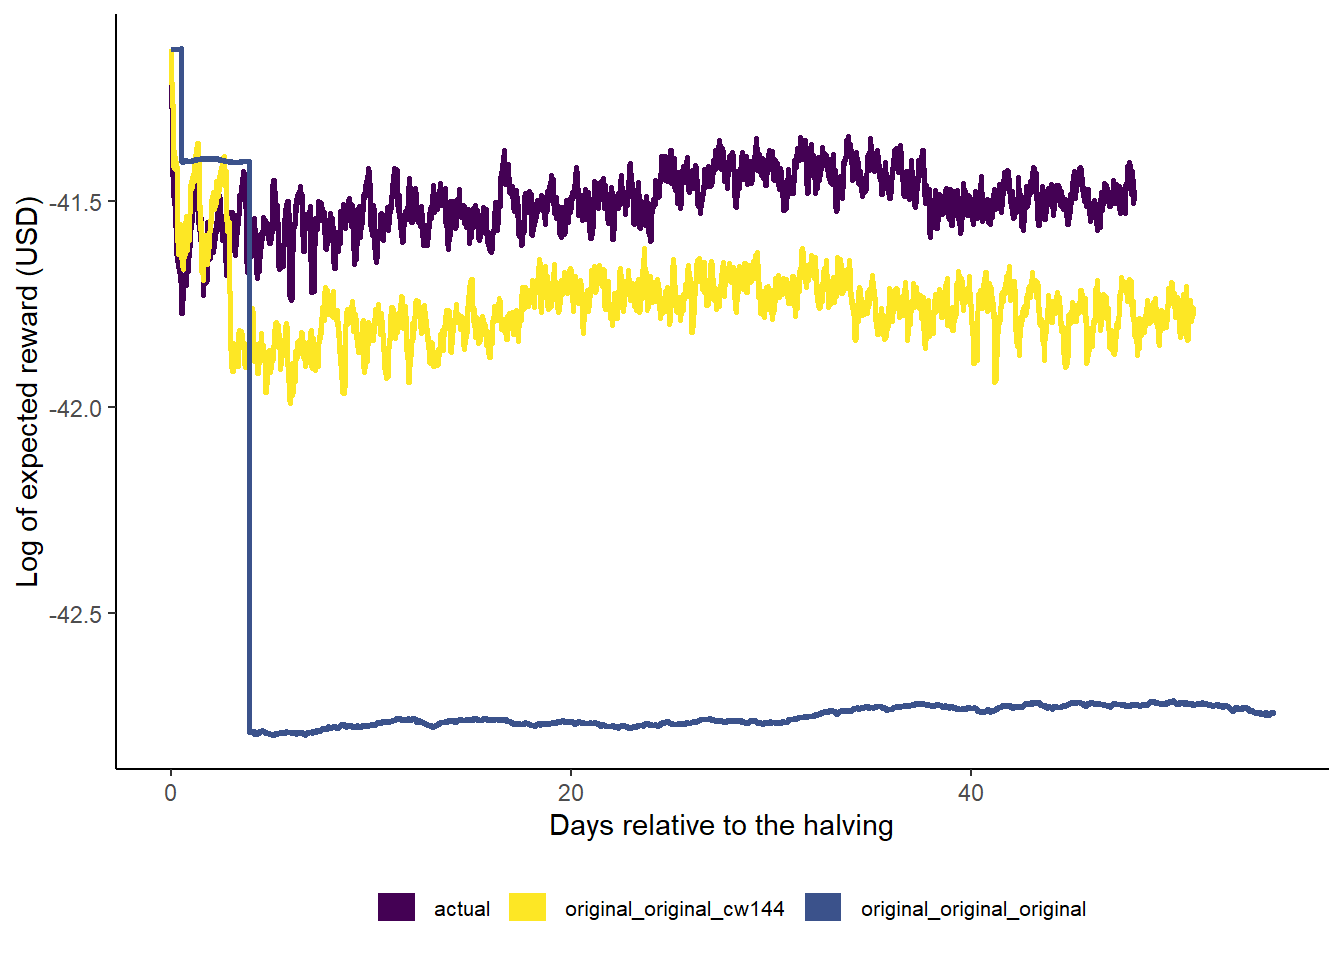 Log of expected reward (USD)
-41.5
-42.0
-42.5
0 20 40
Days relative to the halving
actual original_original_cw144 original_original_original